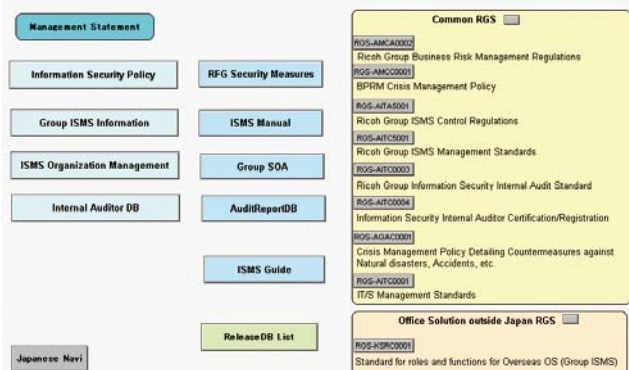 Management Statement
Information Security Policy
RFG Security Measures
Group ISMS Information
ISMS Manual
ISMS Organization Management
Group SOA
Internal Auditor DB
AuditReportDB
ISMS Guide
ReleaseDB List
Japanese Navi
Common RGS
RGS-AMCA0002
Ricoh Group Business Risk Management Regulations
RGS-AMCC0001
BPRM Crisis Management Policy
RGS-AITAS001
Ricoh Group ISMS Control Regulations
RGS-AITCS001
Ricoh Group ISMS Management Standards
RGS-AITC0003
Ricoh Group Information Security Internal Audit Standard
RGS-AITC0004
Information Security Internal Auditor Certification/Registration
RGS-AGAC0001
Crisis Management Policy Detailing Countermeasures against
Natural disasters, Accidents, etc.
RGS-AITC0001
IT/S Management Standards
Office Solution outside Japan RGS
RGS-KSRC0001
Standard for roles and functions for Overseas OS (Group ISMS)